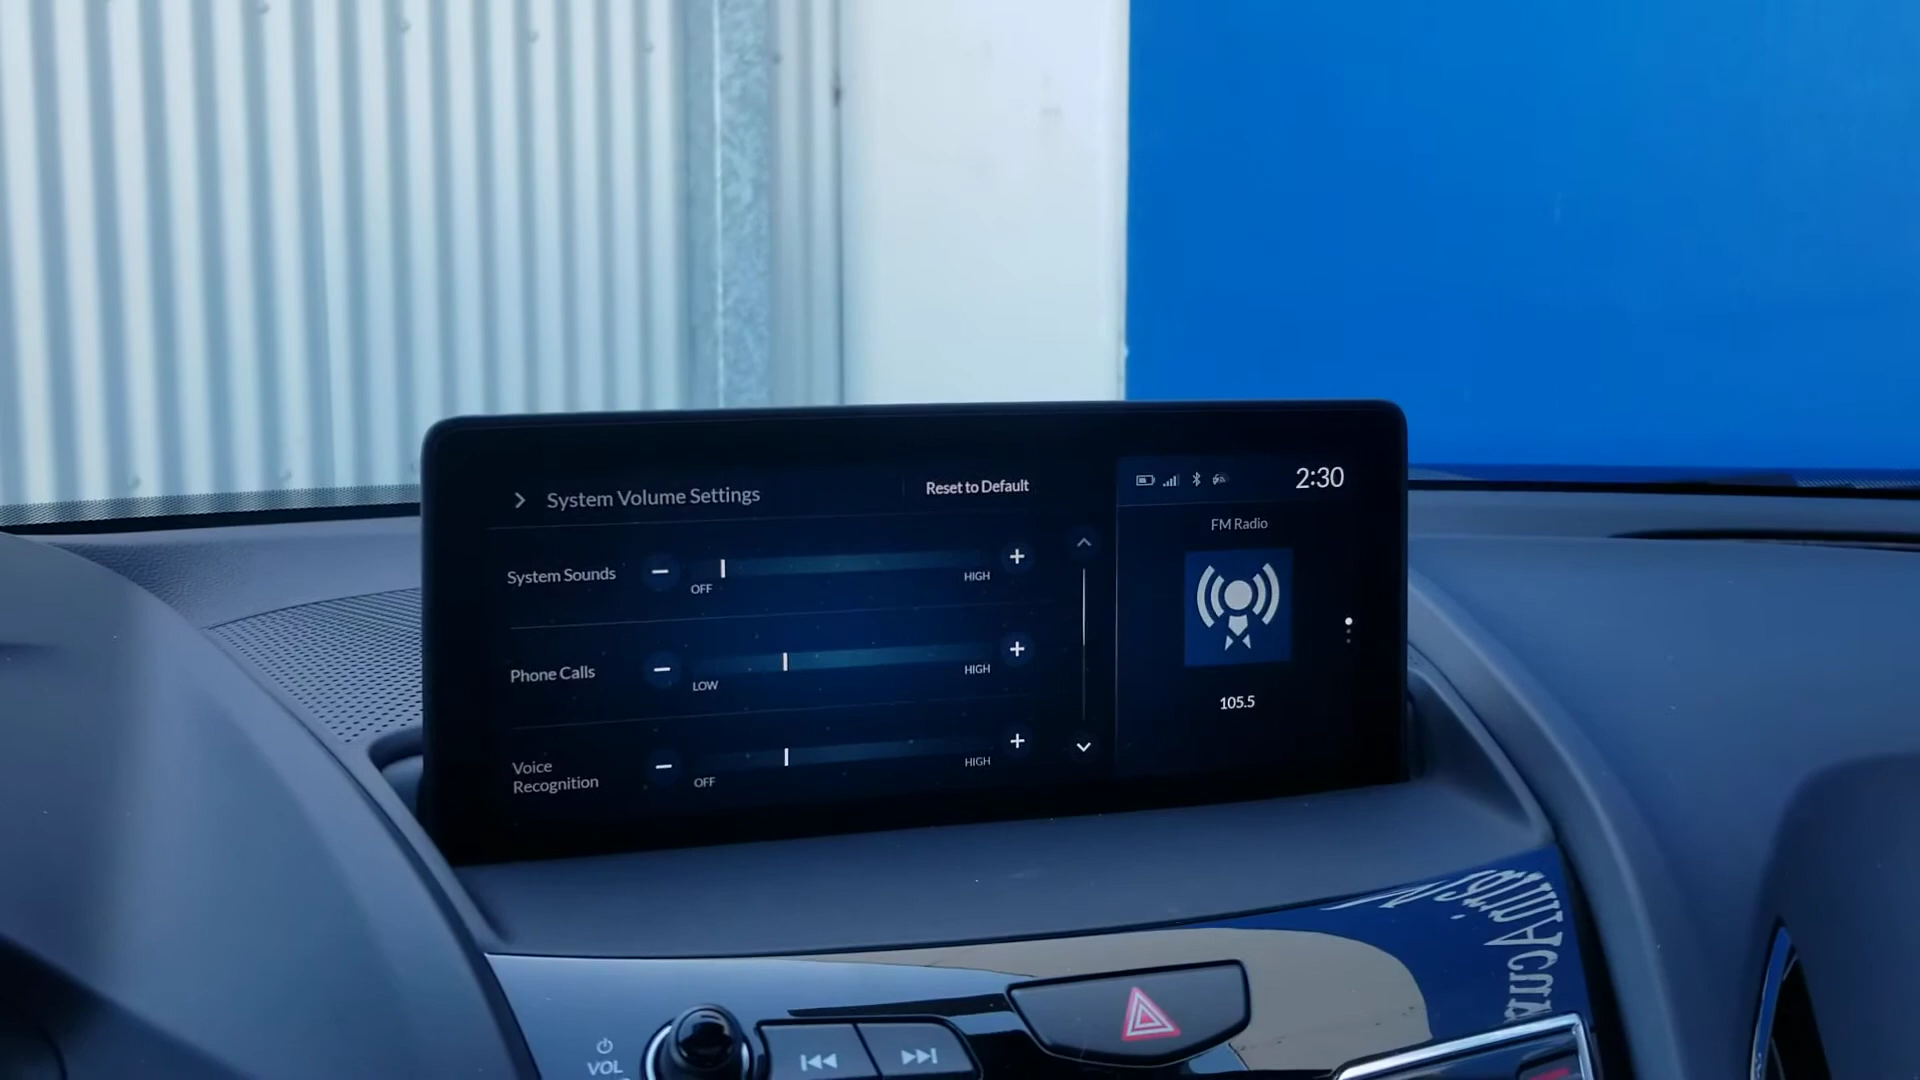 System Volume Settings
Reset to Default
2:30
System Sounds
OFF
HIGH
Phone Calls
LOW
HIGH
Voice
Recognition
OFF
HIGH
FM Radio
105.5
VOL